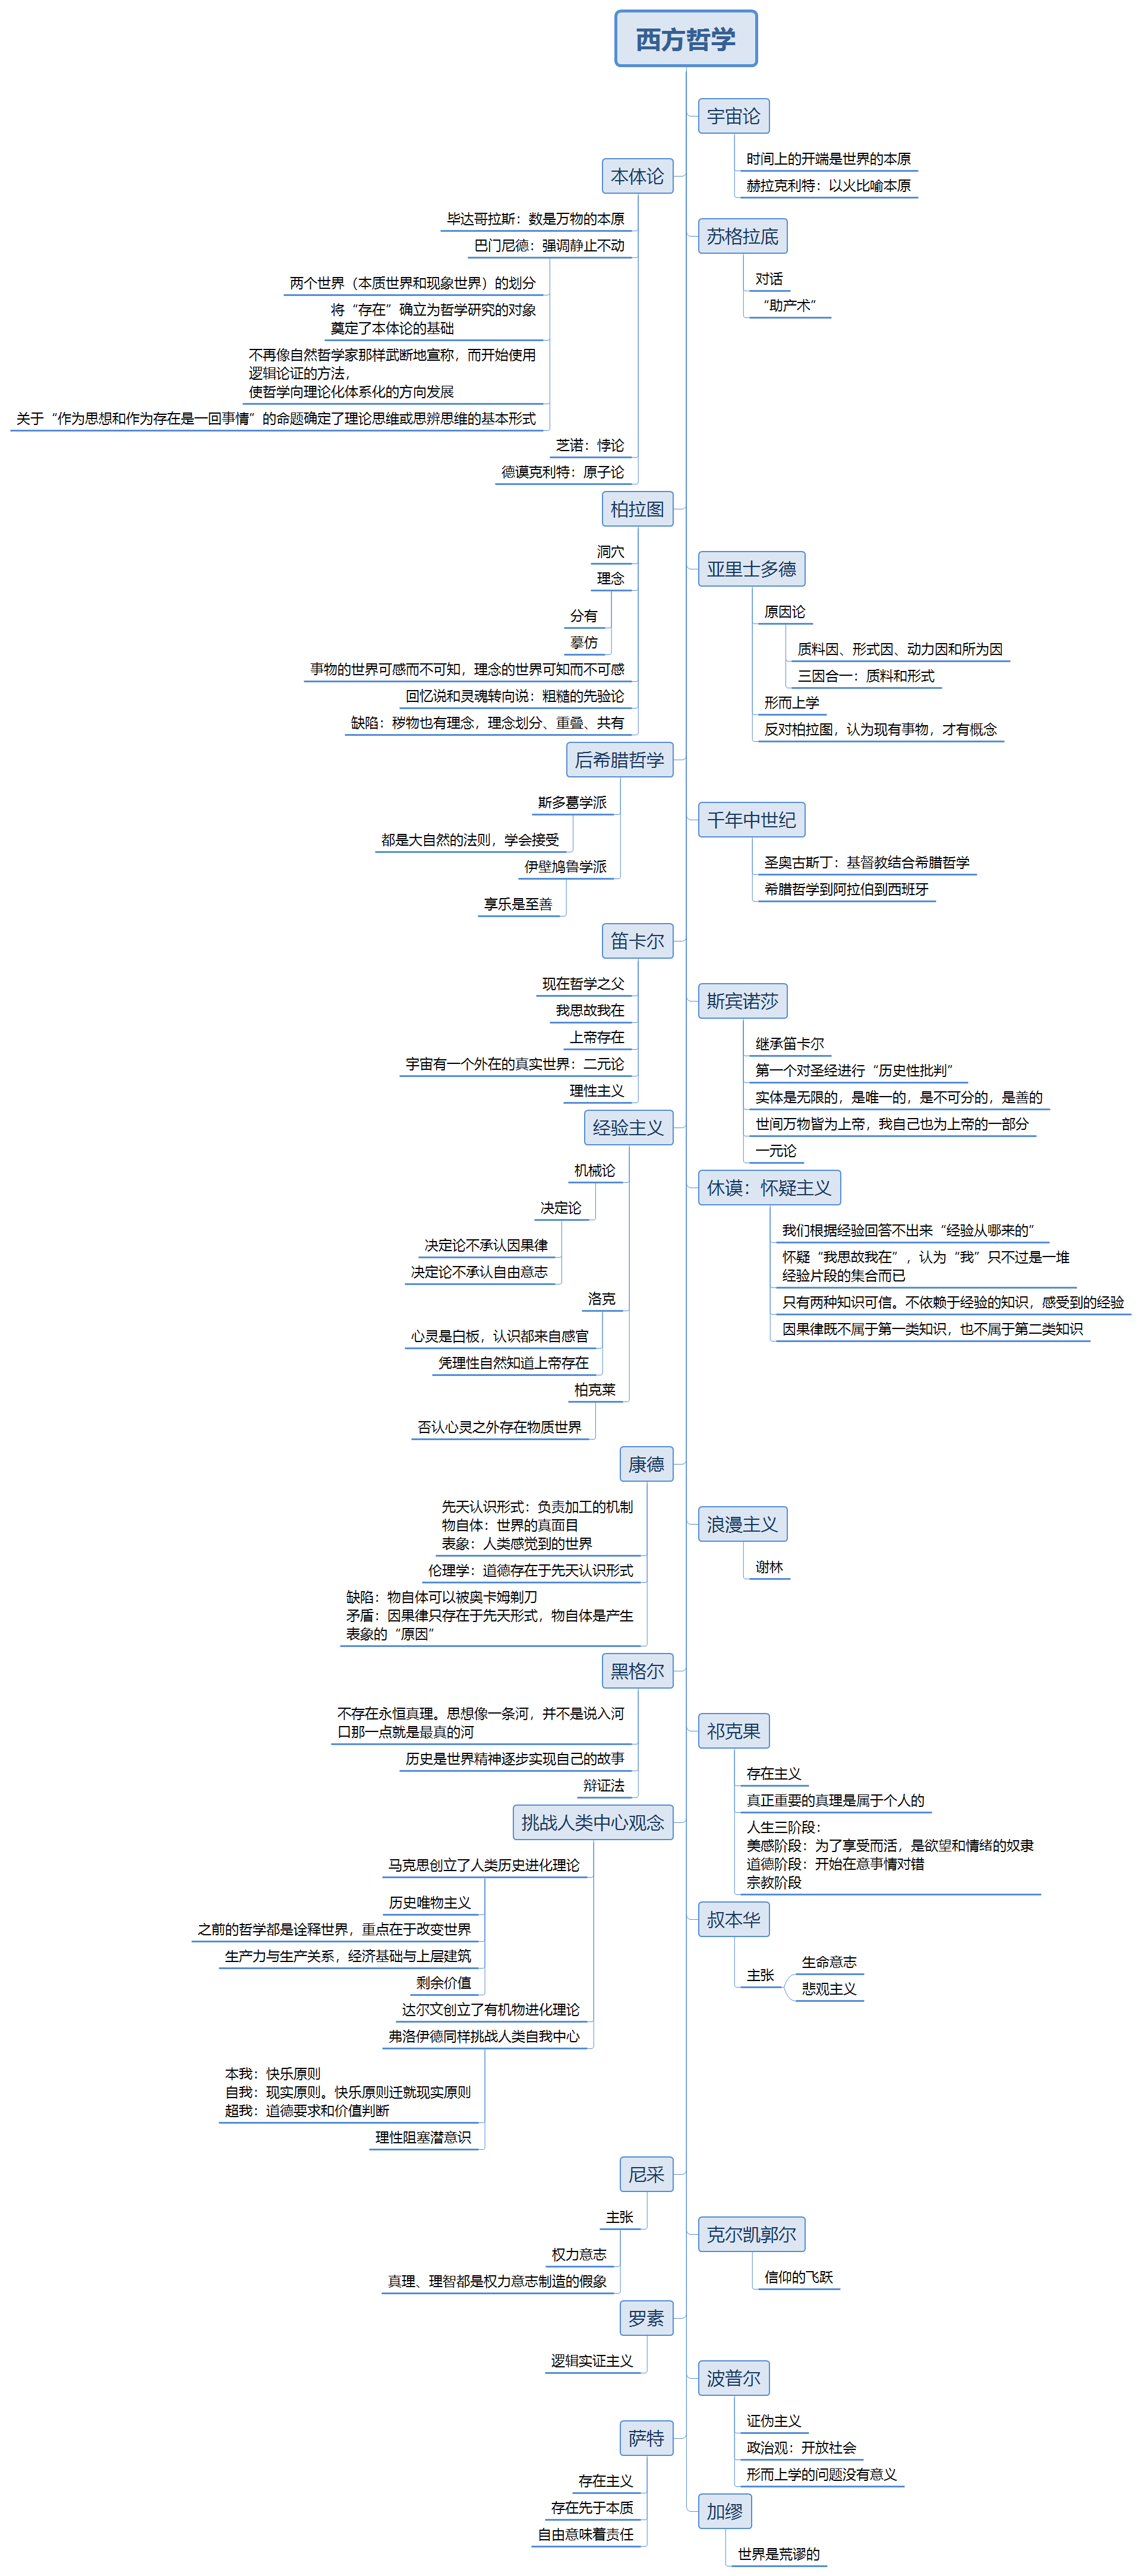 西方哲学
宇宙论
时间上的开端是世界的本原
赫拉克利特：以火比喻本原
本体论
毕达哥拉斯：数是万物的本原
巴门尼德：强调静止不动
两个世界（本质世界和现象世界）的划分
将“存在”确立为哲学研究的对象
奠定了本体论的基础
不再像自然哲学家那样武断地宣称，而开始使用
逻辑论证的方法，
使哲学向理论化体系化的方向发展
关于“作为思想和作为存在是一回事情”的命题确定了理论思维或思辨思维的基本形式
芝诺：悖论
德谟克利特：原子论
苏格拉底
对话
“助产术”
柏拉图
洞穴
理念
分有
摹仿
事物的世界可感而不可知，理念的世界可知而不可感
回忆说和灵魂转向说：粗糙的先验论
缺陷：秽物也有理念，理念划分、重叠、共有
亚里士多德
原因论
质料因、形式因、动力因和所为因
三因合一：质料和形式
形而上学
反对柏拉图，认为现有事物，才有概念
后希腊哲学
斯多葛学派
都是大自然的法则，学会接受
伊壁鸠鲁学派
享乐是至善
千年中世纪
圣奥古斯丁：基督教结合希腊哲学
希腊哲学到阿拉伯到西班牙
笛卡尔
现在哲学之父
我思故我在
上帝存在
宇宙有一个外在的真实世界：二元论
理性主义
斯宾诺莎
继承笛卡尔
第一个对圣经进行“历史性批判”
实体是无限的，是唯一的，是不可分的，是善的
世间万物皆为上帝，我自己也为上帝的一部分
一元论
经验主义
机械论
决定论
决定论不承认因果律
决定论不承认自由意志
洛克
心灵是白板，认识都来自感官
凭理性自然知道上帝存在
柏克莱
否认心灵之外存在物质世界
休谟：怀疑主义
我们根据经验回答不出来“经验从哪来的”
怀疑“我思故我在”，认为“我”只不过是一堆
经验片段的集合而已
只有两种知识可信。不依赖于经验的知识，感受到的经验
因果律既不属于第一类知识，也不属于第二类知识
康德
先天认识形式：负责加工的机制
物自体：世界的真面目
表象：人类感觉到的世界
伦理学：道德存在于先天认识形式
缺陷：物自体可以被奥卡姆剃刀
矛盾：因果律只存在于先天形式，物自体是产生
表象的“原因”
浪漫主义
谢林
黑格尔
不存在永恒真理。思想像一条河，并不是说入河
口那一点就是最真的河
历史是世界精神逐步实现自己的故事
辩证法
祁克果
存在主义
真正重要的真理是属于个人的
人生三阶段：
美感阶段：为了享受而活，是欲望和情绪的奴隶
道德阶段：开始在意事情对错
宗教阶段
挑战人类中心观念
马克思创立了人类历史进化理论
历史唯物主义
之前的哲学都是诠释世界，重点在于改变世界
生产力与生产关系，经济基础与上层建筑
剩余价值
达尔文创立了有机物进化理论
弗洛伊德同样挑战人类自我中心
本我：快乐原则
自我：现实原则。快乐原则迁就现实原则
超我：道德要求和价值判断
理性阻塞潜意识
叔本华
主张
生命意志
悲观主义
尼采
主张
权力意志
真理、理智都是权力意志制造的假象
克尔凯郭尔
信仰的飞跃
罗素
逻辑实证主义
波普尔
证伪主义
政治观：开放社会
形而上学的问题没有意义
萨特
存在主义
存在先于本质
自由意味着责任
加缪
世界是荒谬的